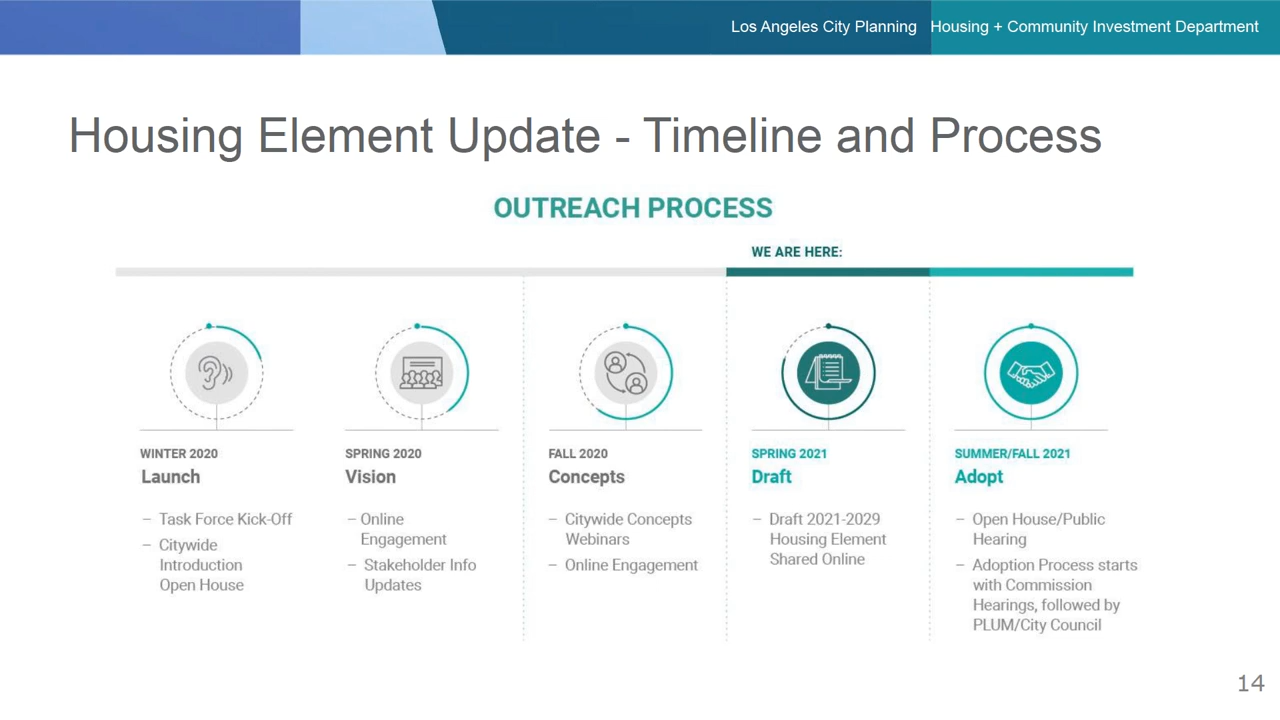 Los Angeles City Planning Housing + Community Investment Department
Housing Element Update - Timeline and Process
OUTREACH PROCESS
WE ARE HERE:
WINTER 2020
Launch
– Task Force Kick-Off
– Citywide
Introduction
Open House
SPRING 2020
Vision
– Online
Engagement
– Stakeholder Info
Updates
FALL 2020
Concepts
– Citywide Concepts
Webinars
– Online Engagement
SPRING 2021
Draft
– Draft 2021-2029
Housing Element
Shared Online
SUMMER/FALL 2021
Adopt
– Open House/Public
Hearing
– Adoption Process starts
with Commission
Hearings, followed by
PLUM/City Council
14